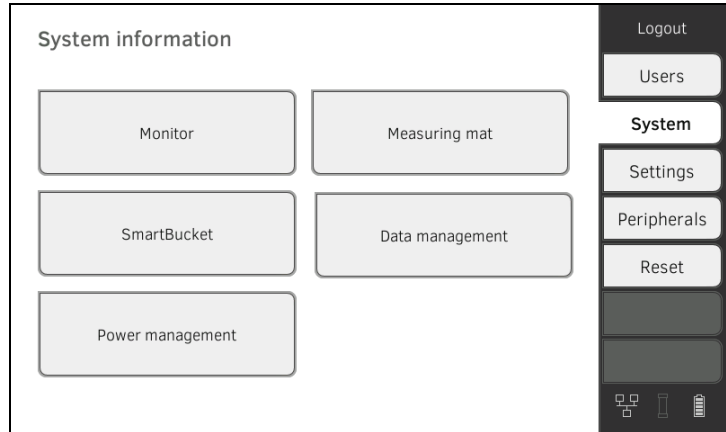 System information
Monitor
Measuring mat
SmartBucket
Data management
Power management
Logout
Users
System
Settings
Peripherals
Reset